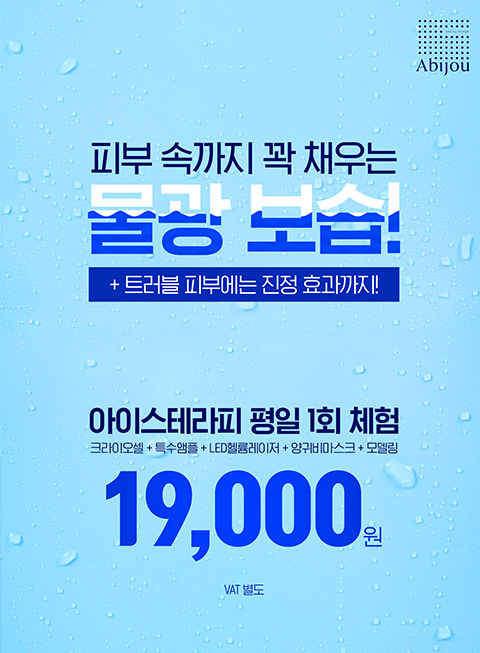 Abijou
피부 속까지 꽉 채우는
물광 보습!
+ 트러블 피부에는 진정 효과까지!
아이스테라피 평일 1회 체험
크라이오셀 + 특수앰플 + LED헬륨레이저 + 양귀비마스크 + 모델링
19,000원
VAT 별도